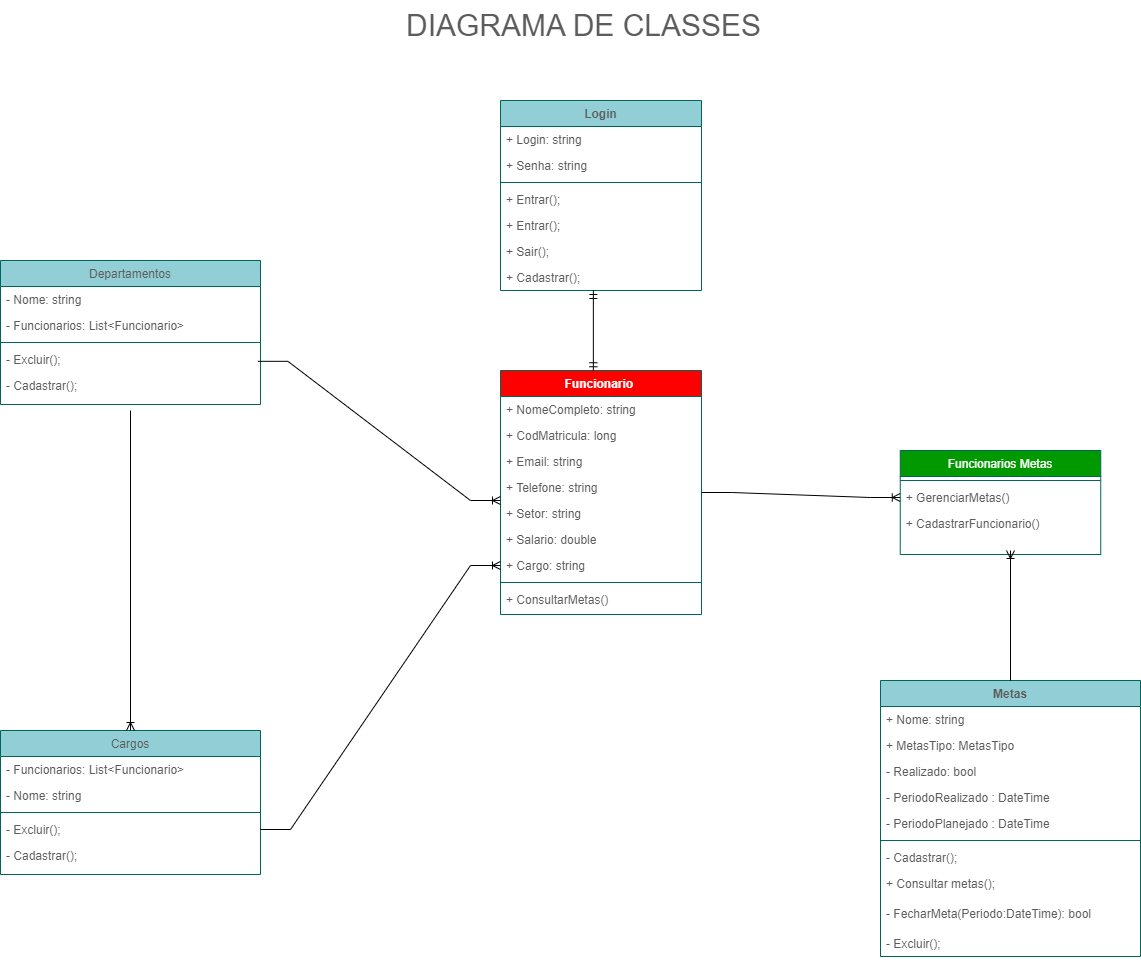 DIAGRAMA DE CLASSES
Login
+ Login: string
+ Senha: string
+ Entrar();
+ Entrar();
+ Sair();
+ Cadastrar();
Departamentos
- Nome: string
- Funcionarios: List<Funcionario>
- Excluir();
- Cadastrar();
Funcionario
+ NomeCompleto: string
+ CodMatricula: long
+ Email: string
+ Telefone: string
+ Setor: string
+ Salario: double
+ Cargo: string
+ ConsultarMetas()
Funcionarios Metas
+ GerenciarMetas()
+ CadastrarFuncionario()
Cargos
- Funcionarios: List<Funcionario>
- Nome: string
- Excluir();
- Cadastrar();
Metas
+ Nome: string
+ MetasTipo: MetasTipo
- Realizado: bool
- PeriodoRealizado : DateTime
- PeriodoPlanejado : DateTime
- Cadastrar();
+ Consultar metas();
- FecharMeta(Periodo:DateTime): bool
- Excluir();